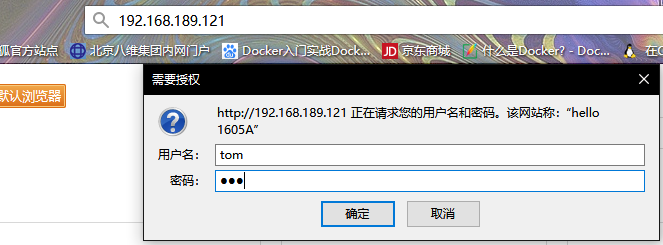 192.168.189.121
狐官方站点 北京八维集团内网门户 Docker入门实战Dock... JD 京东商城 什么是Docker? - Doc... 在C
默认浏览器
需要授权
http://192.168.189.121 正在请求您的用户名和密码。该网站称：“hello
1605A”
用户名： tom
密码： ●●●
确定 取消